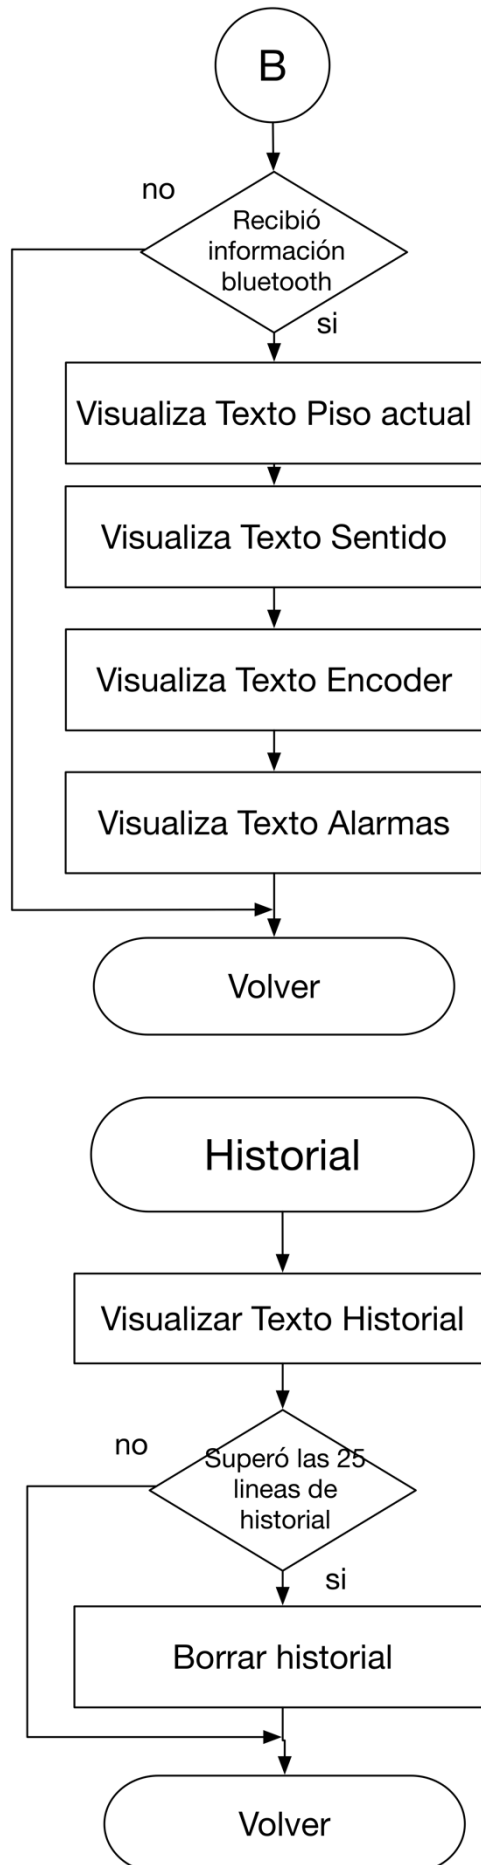 B
no
Recibió
información
bluetooth
si
Visualiza Texto Piso actual
Visualiza Texto Sentido
Visualiza Texto Encoder
Visualiza Texto Alarmas
Volver
Historial
Visualizar Texto Historial
no
Superó las 25
lineas de
historial
si
Borrar historial
Volver